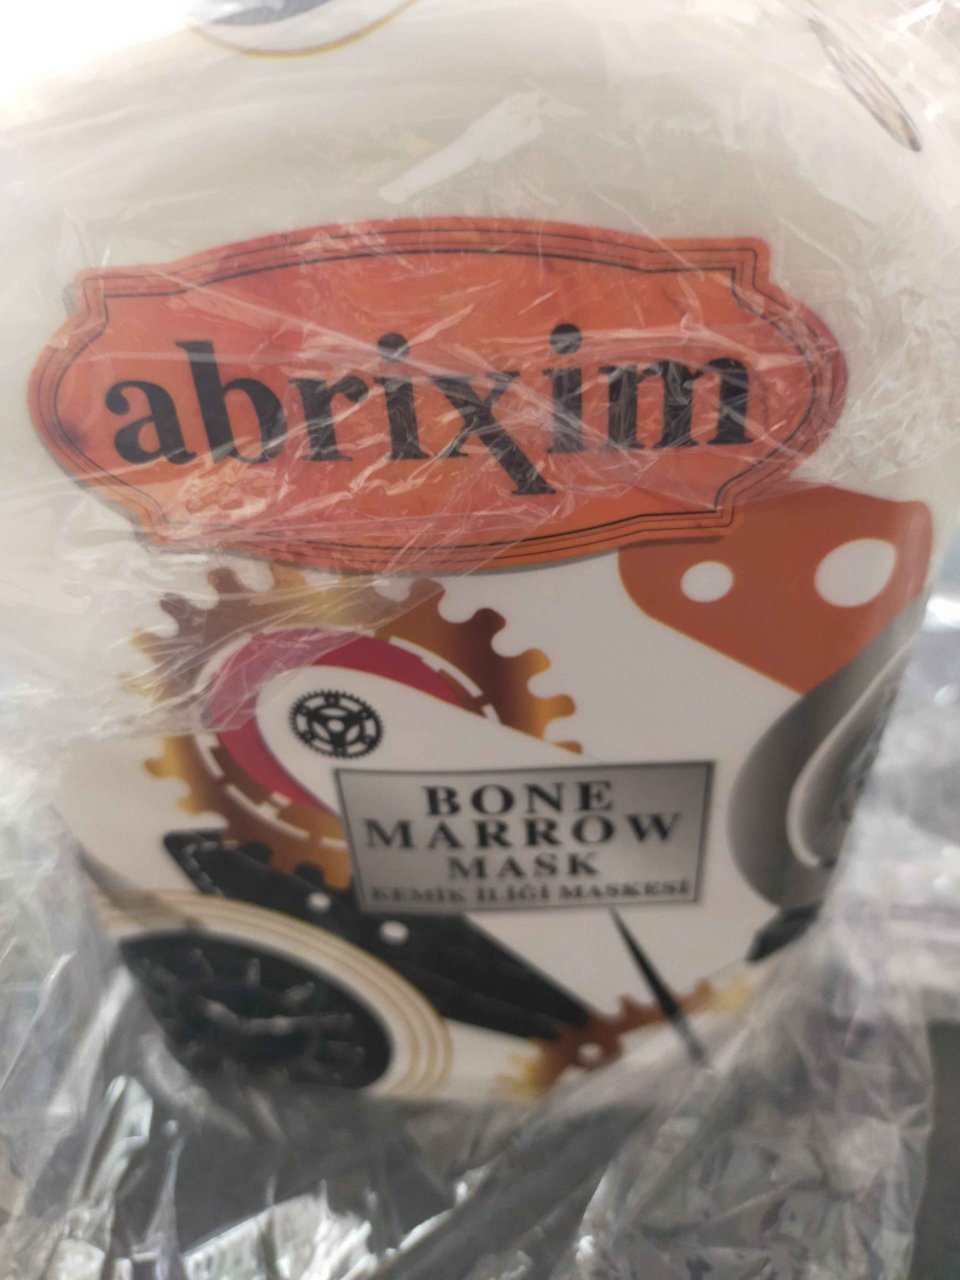 abrixim
BONE
MARROW
MASK
KEMİK İLİĞİ MASKESİ